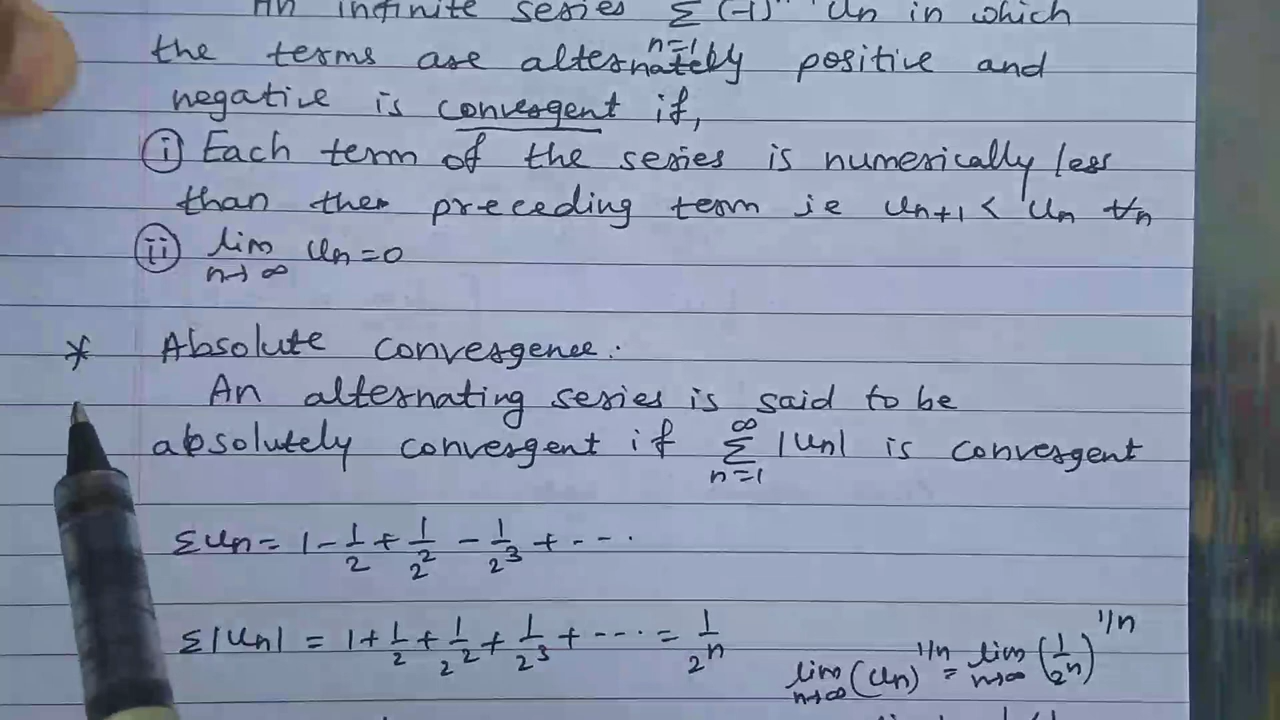 An infinite series Σ (-1)ⁿ uₙ in which
n=1
the terms are alternately positive and
negative is convergent if,
(i) Each term of the series is numerically less
than ther preceding term ie uₙ₊₁ < uₙ ∀n
(ii) lim uₙ = 0
n→∞
* Absolute convergence.
An alternating series is said to be
absolutely convergent if ∞Σn=1 |uₙ| is convergent
Σuₙ = 1 - 1/2 + 1/2² - 1/2³ + ----
Σ|uₙ| = 1 + 1/2 + 1/2² + 1/2³ + ---- = 1/2ⁿ
lim n→∞ (uₙ)^1/n = lim n→∞ (1/2ⁿ)^1/n